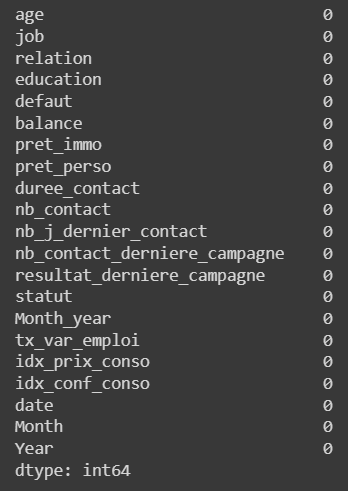 age 0
job 0
relation 0
education 0
defaut 0
balance 0
pret_immo 0
pret_perso 0
duree_contact 0
nb_contact 0
nb_j_dernier_contact 0
nb_contact_derniere_campagne 0
resultat_derniere_campagne 0
statut 0
Month_year 0
tx_var_emploi 0
idx_prix_conso 0
idx_conf_conso 0
date 0
Month 0
Year 0
dtype: int64